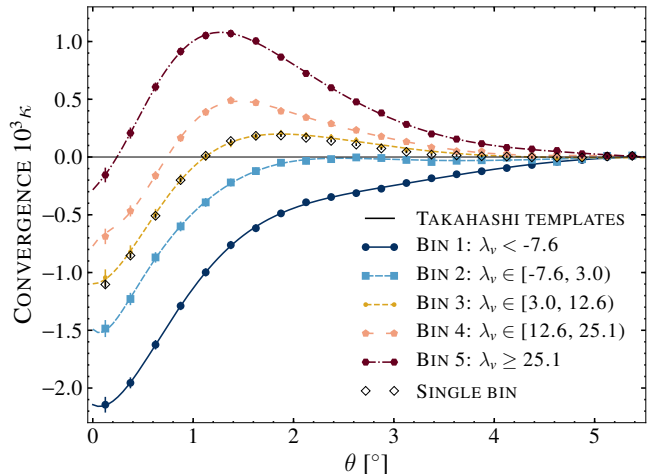 CONVERGENCE 10³κ
1.0
0.5
0.0
−0.5
−1.0
−1.5
−2.0
TAKAHASHI TEMPLATES
BIN 1: λᵥ < -7.6
BIN 2: λᵥ ∈ [-7.6, 3.0)
BIN 3: λᵥ ∈ [3.0, 12.6)
BIN 4: λᵥ ∈ [12.6, 25.1)
BIN 5: λᵥ ≥ 25.1
SINGLE BIN
0 1 2 3 4 5
θ [°]